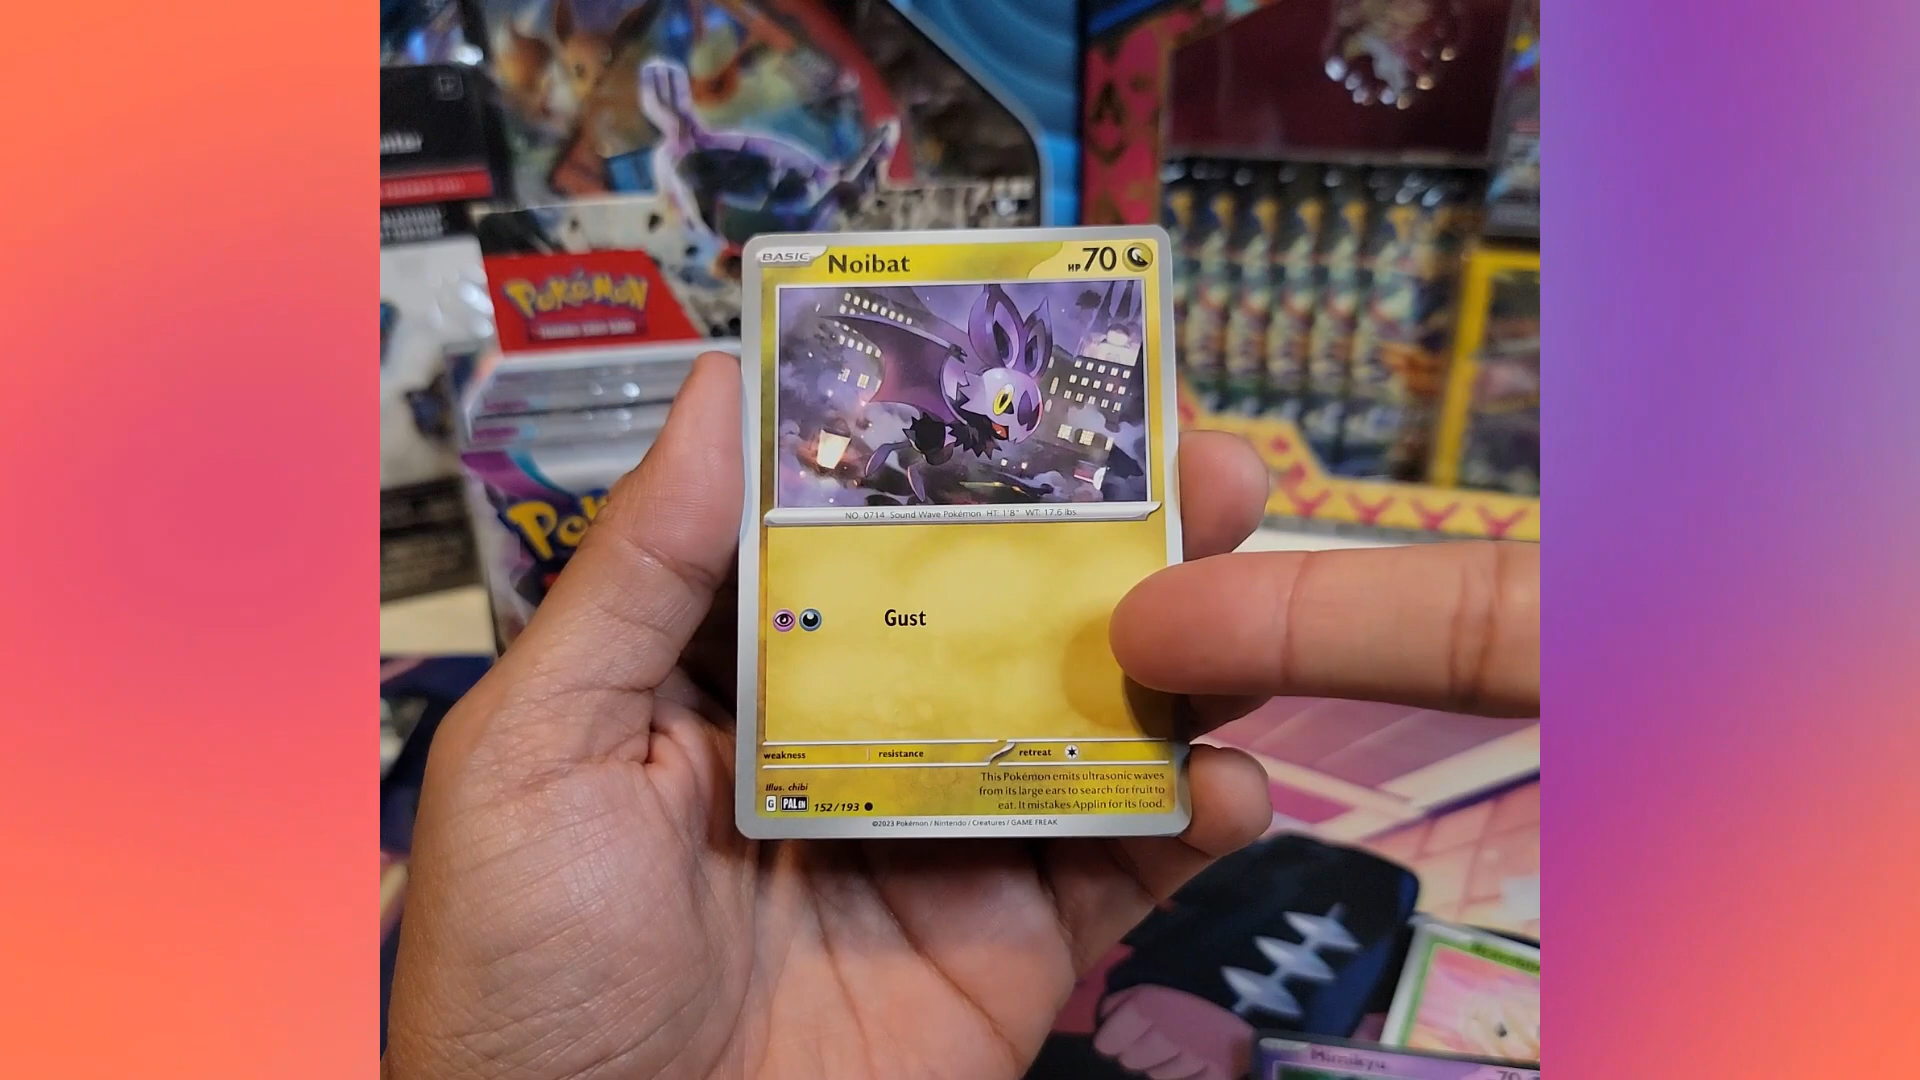 BASIC Noibat HP 70
NO. 0714 Sound Wave Pokémon HT: 1'8" WT: 17.6 lbs
Gust
weakness resistance retreat
This Pokémon emits ultrasonic waves
from its large ears to search for fruit to
eat. It mistakes Applin for its food.
Illus. chibi
G PAL EN 152/193
©2023 Pokémon / Nintendo / Creatures / GAME FREAK
POKÉMON
Mimikyu
70